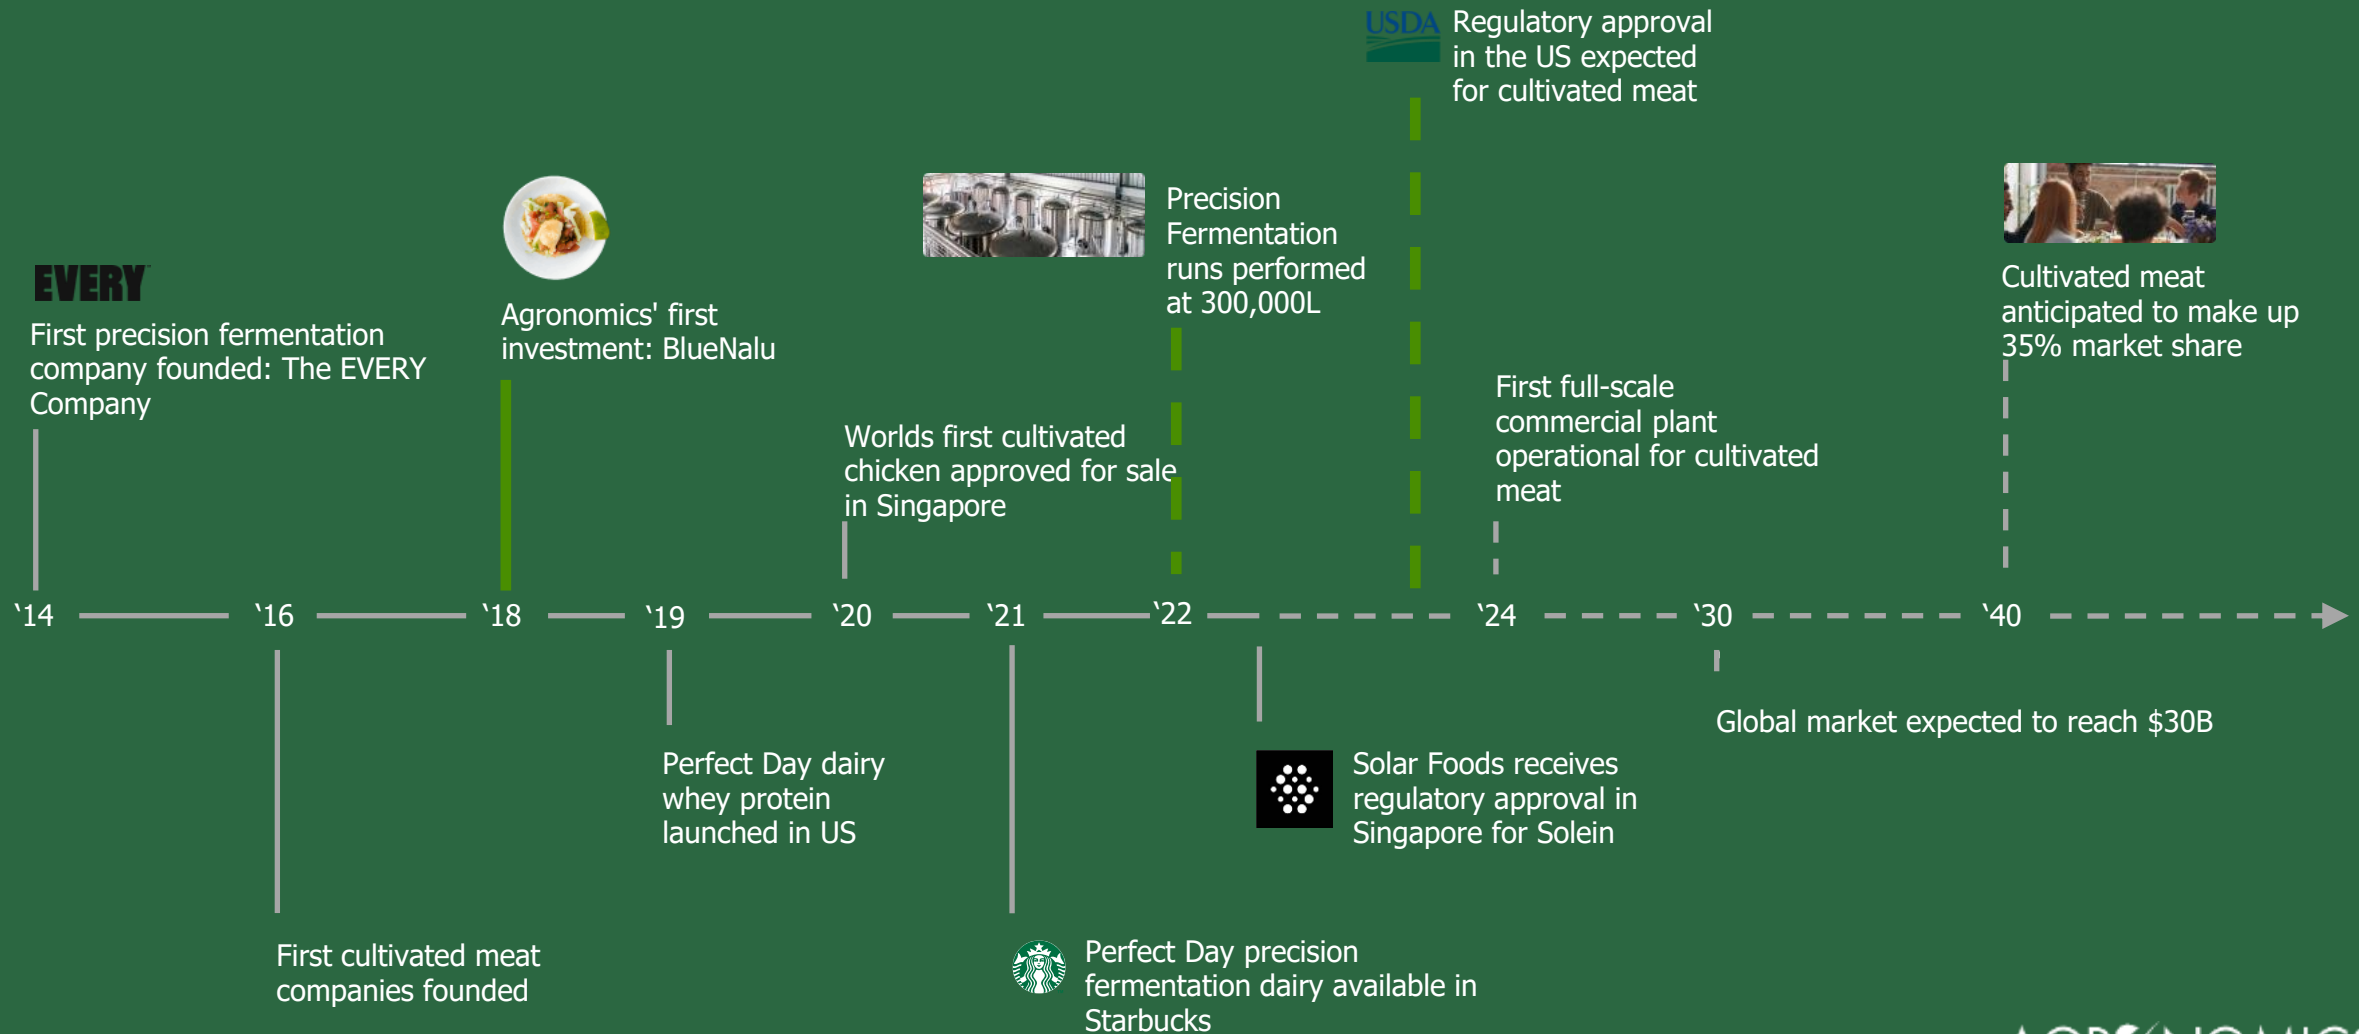 USDA
Regulatory approval
in the US expected
for cultivated meat
Precision
Fermentation
runs performed
at 300,000L
EVERY
First precision fermentation
company founded: The EVERY
Company
Agronomics' first
investment: BlueNalu
Cultivated meat
anticipated to make up
35% market share
Worlds first cultivated
chicken approved for sale
in Singapore
First full-scale
commercial plant
operational for cultivated
meat
‘14
‘16
‘18
‘19
‘20
‘21
‘22
‘24
‘30
‘40
Global market expected to reach $30B
Perfect Day dairy
whey protein
launched in US
Solar Foods receives
regulatory approval in
Singapore for Solein
First cultivated meat
companies founded
Perfect Day precision
fermentation dairy available in
Starbucks